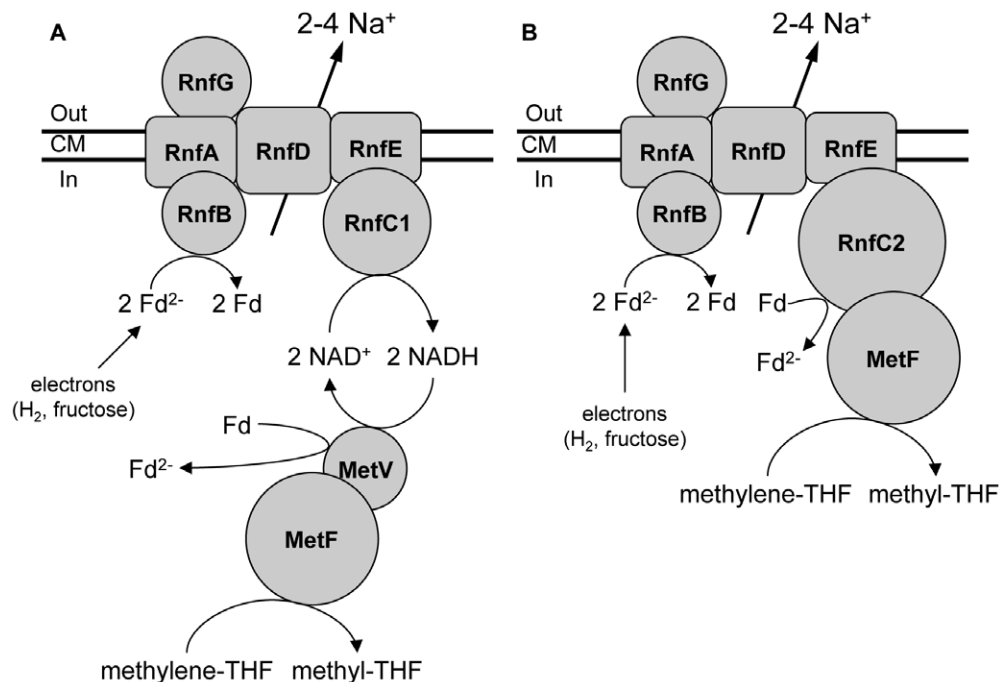 A
2-4 Na⁺
RnfG
Out
CM
In
RnfA
RnfD
RnfE
RnfB
RnfC1
2 Fd²⁻ 2 Fd
2 NAD⁺ 2 NADH
electrons
(H₂, fructose)
Fd
Fd²⁻
MetV
MetF
methylene-THF methyl-THF
B
2-4 Na⁺
RnfG
Out
CM
In
RnfA
RnfD
RnfE
RnfB
RnfC2
2 Fd²⁻ 2 Fd
Fd
Fd²⁻
MetF
electrons
(H₂, fructose)
methylene-THF methyl-THF